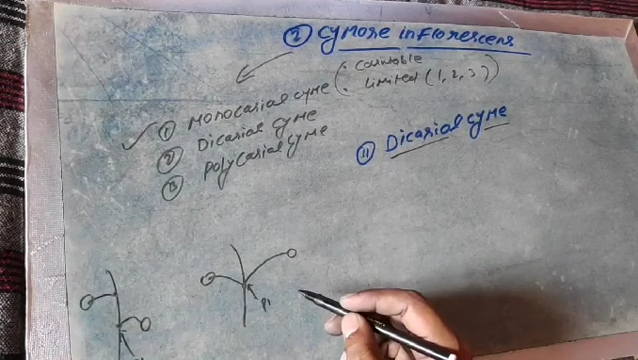 ② Cymose inflorescens
(: Countable
Limited (1, 2, 3))
✓ ① Monocasial cyme
② Dicasial cyme
③ Polycasial cyme
⑪ Dicasial cyme
P1